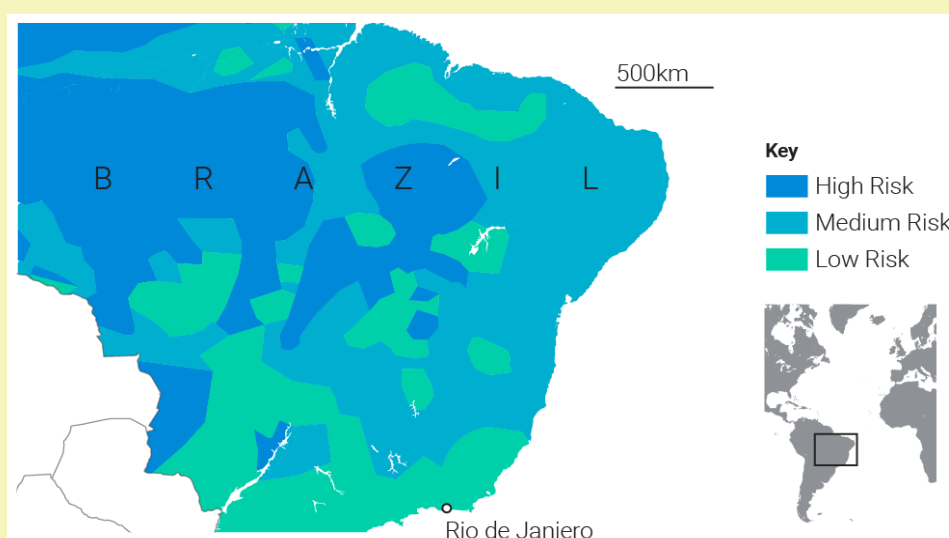 500km
Key
B R A Z I L
High Risk
Medium Risk
Low Risk
Rio de Janiero